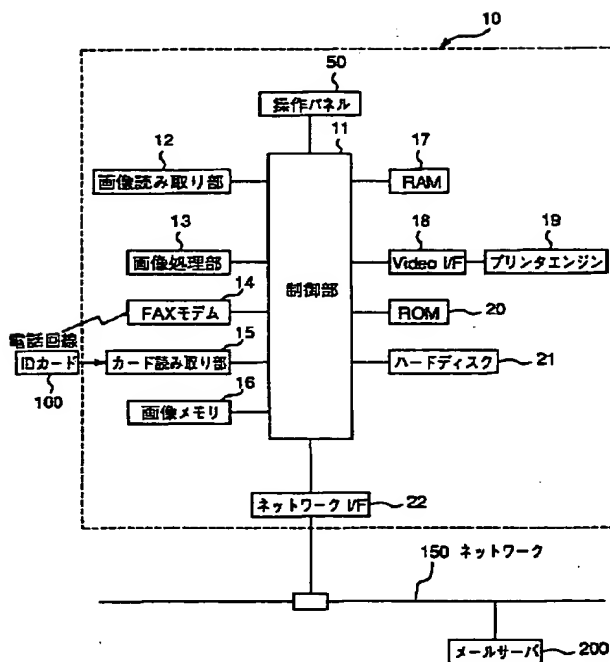 10
50
操作パネル
11
12
画像読み取り部
17
RAM
13
画像処理部
18
Video I/F
19
プリンタエンジン
制御部
14
FAXモデム
ROM
20
電話回線
15
IDカード
カード読み取り部
ハードディスク
21
100
16
画像メモリ
ネットワーク I/F
22
150 ネットワーク
メールサーバ
200